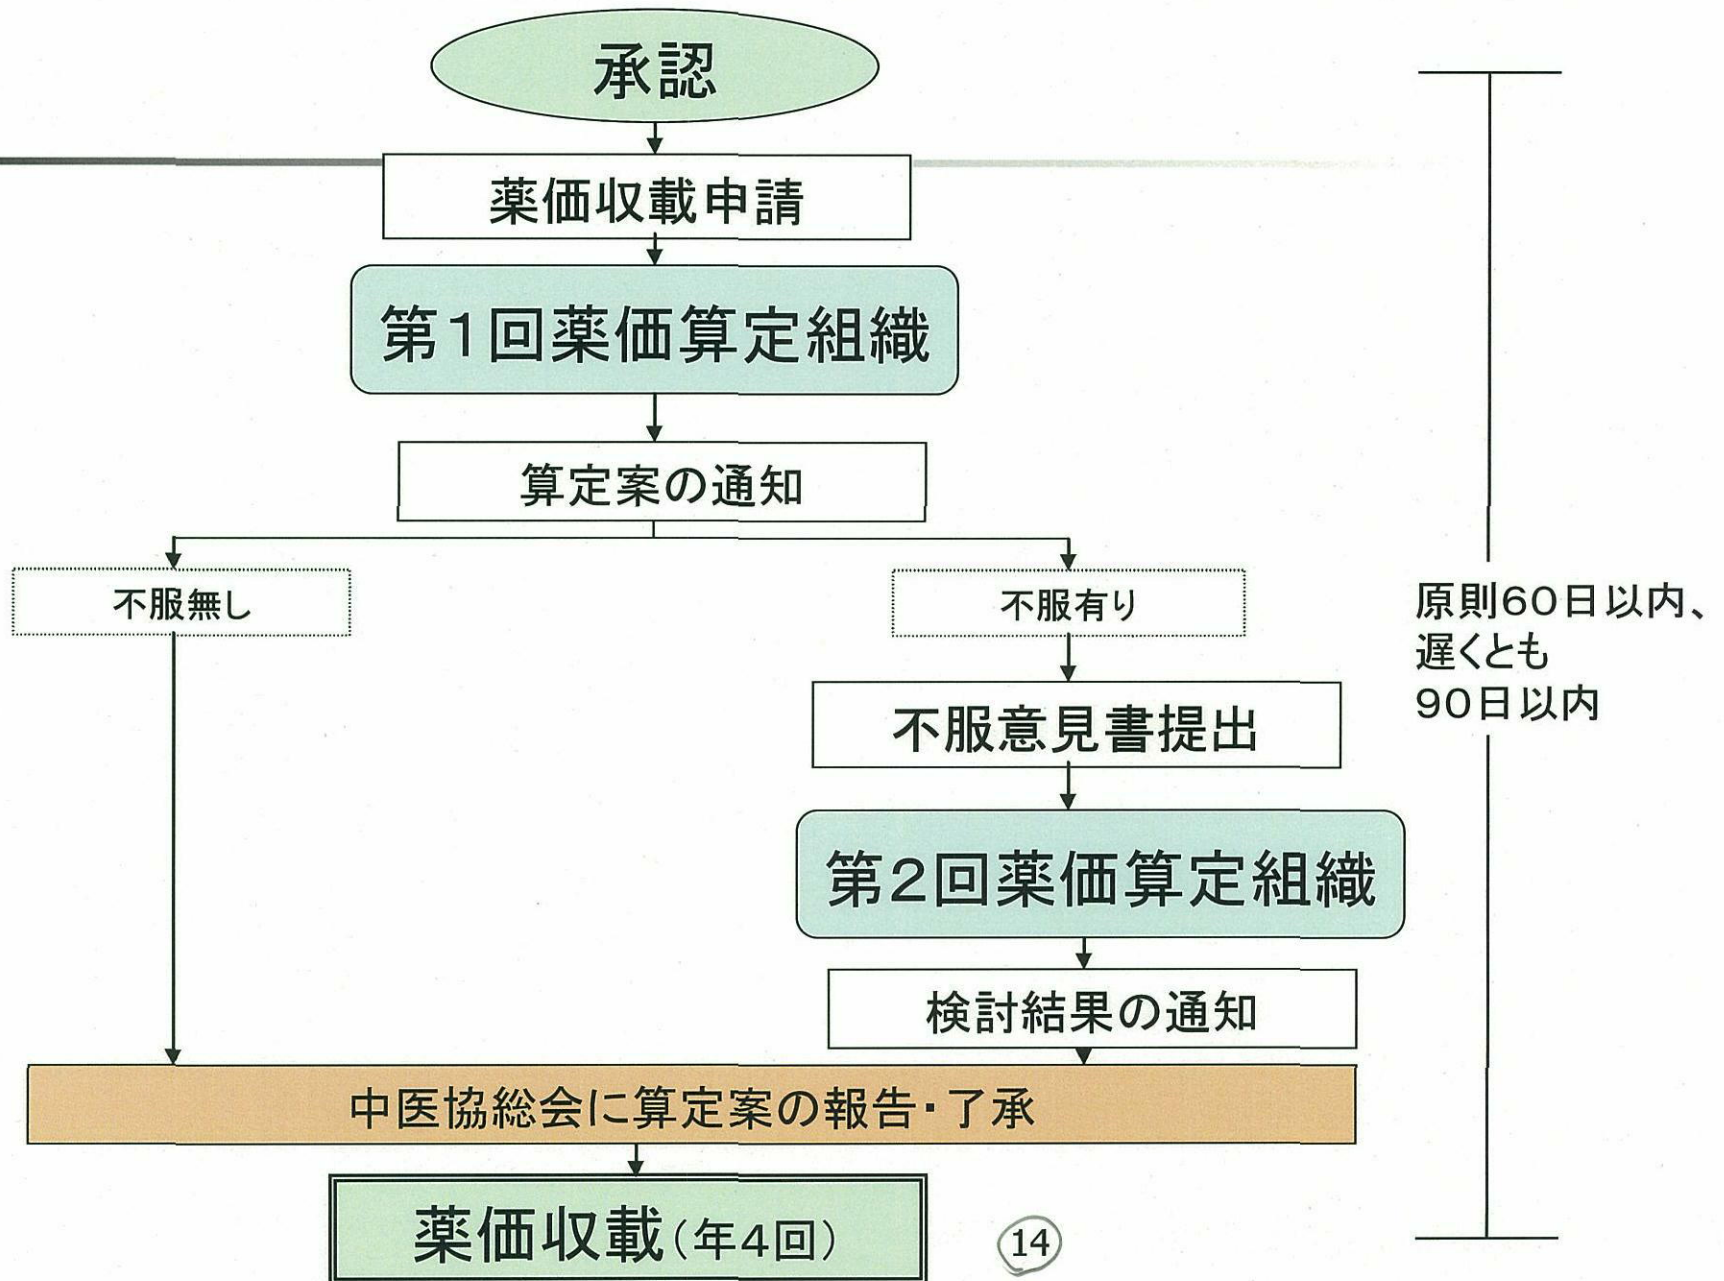 承認
薬価収載申請
第1回薬価算定組織
算定案の通知
不服無し
不服有り
不服意見書提出
第2回薬価算定組織
検討結果の通知
中医協総会に算定案の報告・了承
薬価収載(年4回)
原則60日以内、
遅くとも
90日以内
14